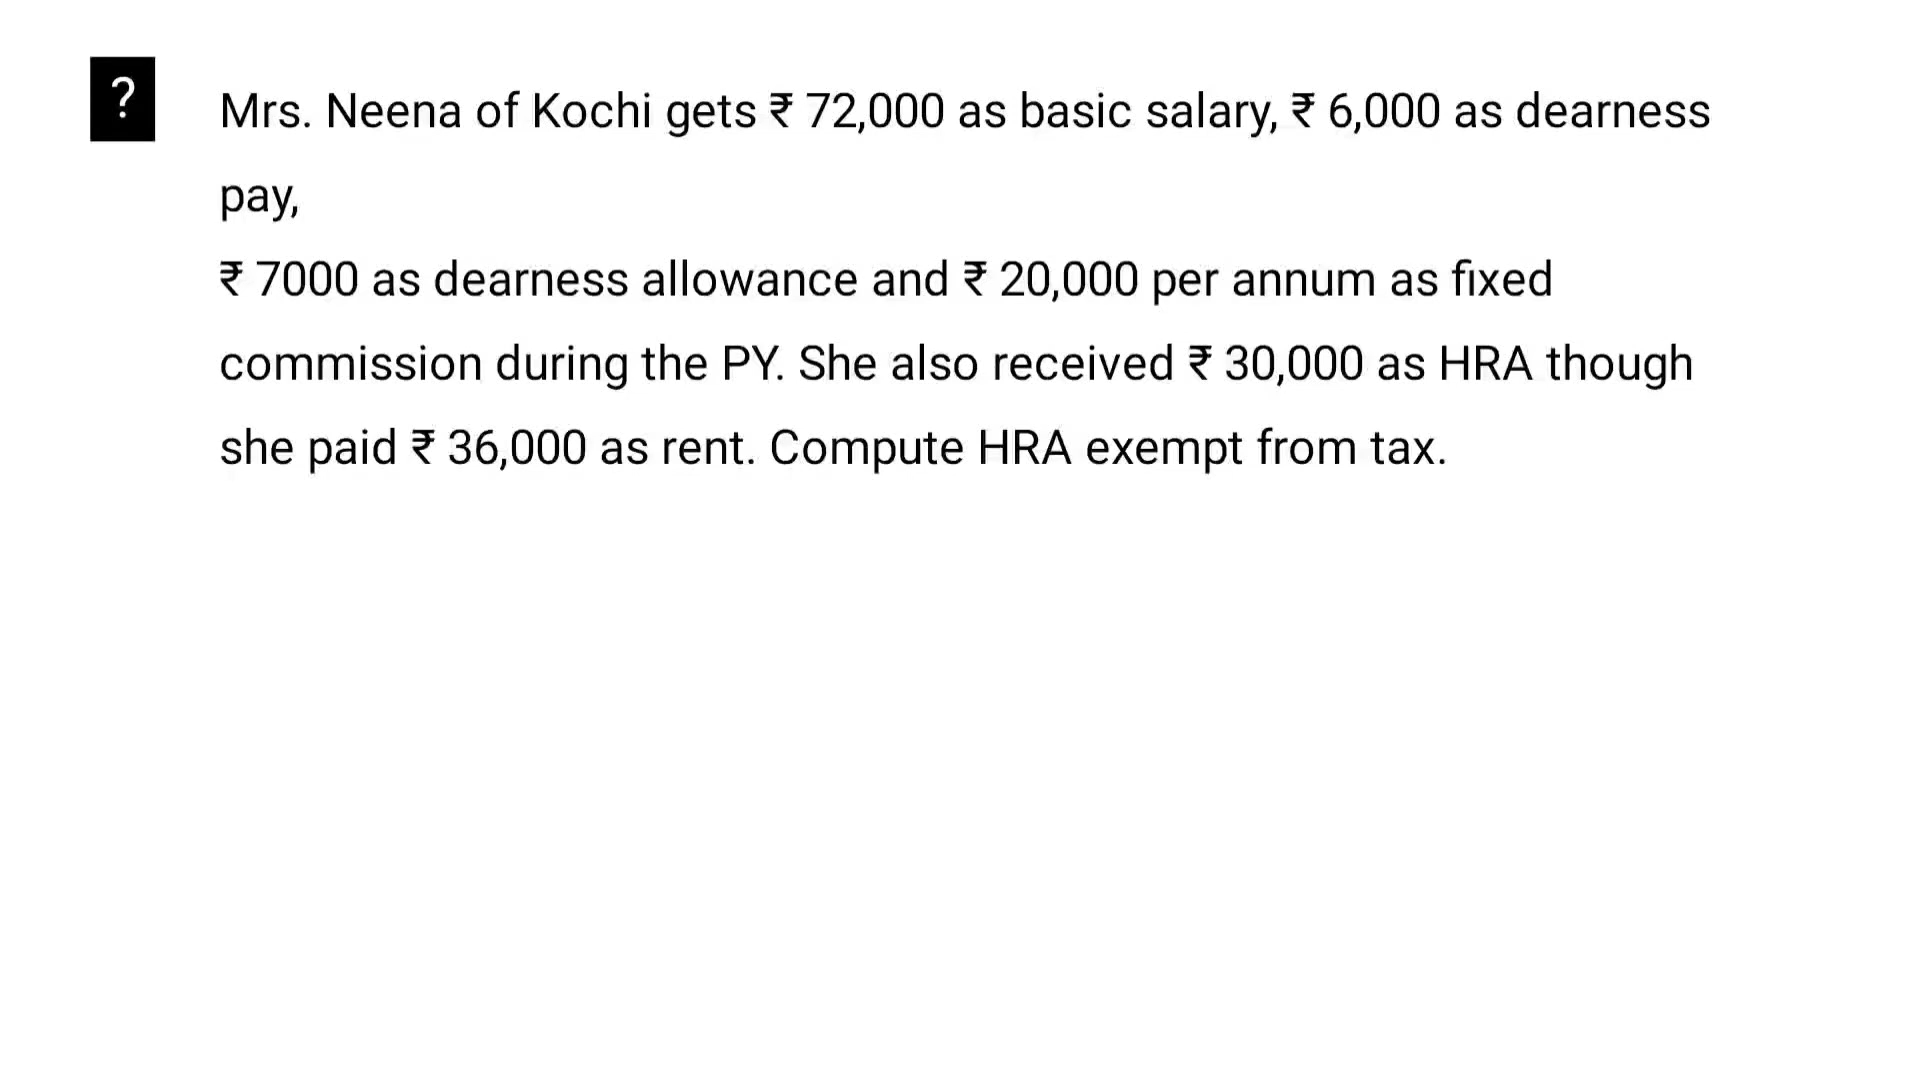 ?
Mrs. Neena of Kochi gets ₹ 72,000 as basic salary, ₹ 6,000 as dearness
pay,
₹ 7000 as dearness allowance and ₹ 20,000 per annum as fixed
commission during the PY. She also received ₹ 30,000 as HRA though
she paid ₹ 36,000 as rent. Compute HRA exempt from tax.